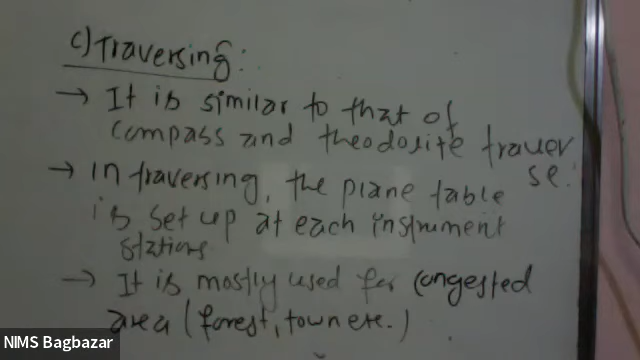 c) Traversing:
→ It is similar to that of
compass and theodosite traver
se.
→ in traversing, the plane table
is set up at each instrument
stations
→ It is mostly used for congested
area (forest, town etc.)
NIMS Bagbazar